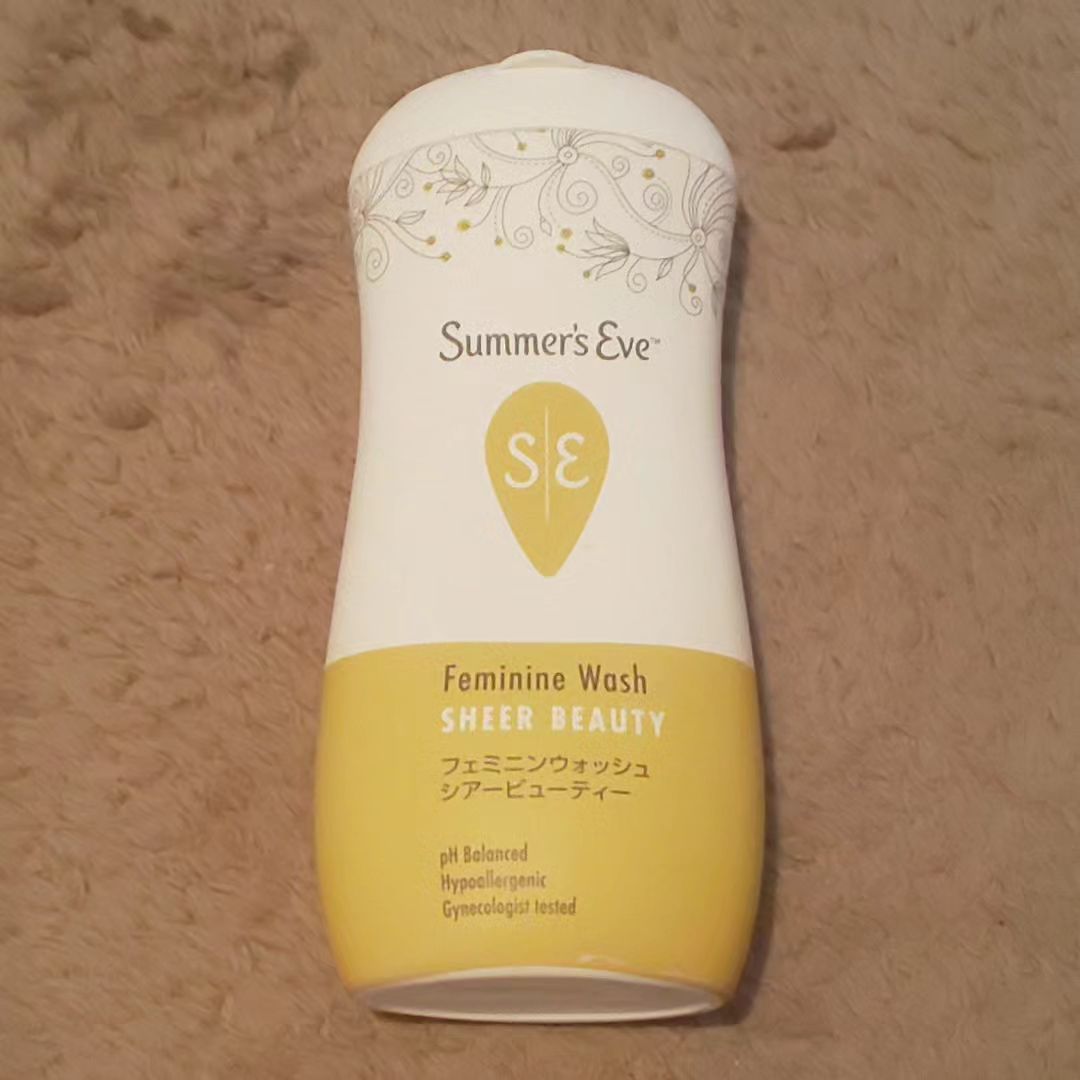 Summer's Eve™
S|E
Feminine Wash
SHEER BEAUTY
フェミニンウォッシュ
シアービューティー
pH Balanced
Hypoallergenic
Gynecologist tested